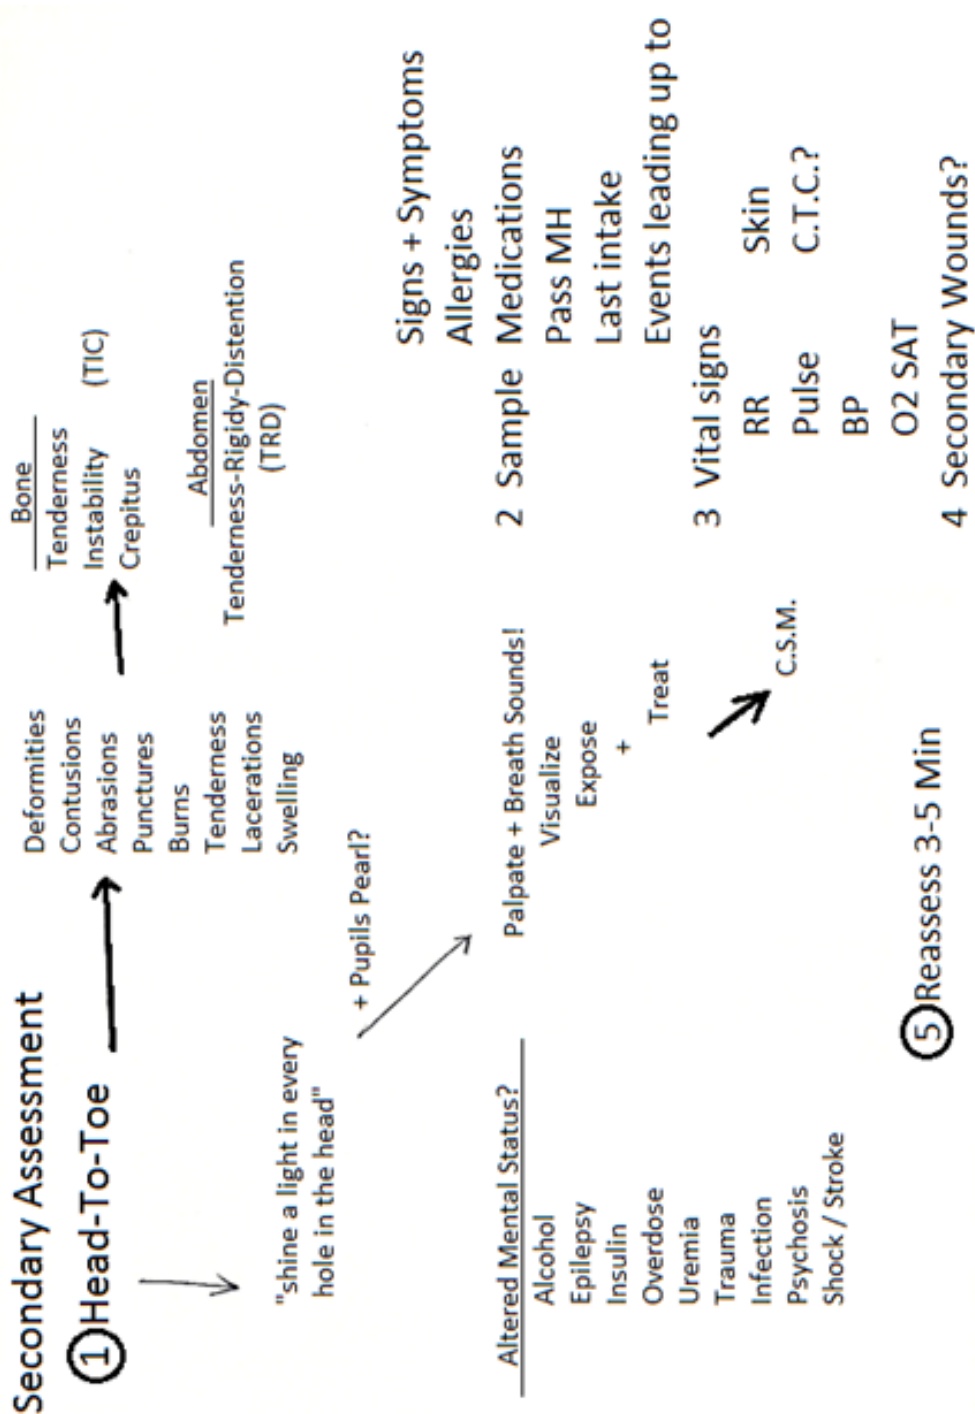 Secondary Assessment
1 Head-To-Toe
Deformities
Contusions
Abrasions
Punctures
Burns
Tenderness
Lacerations
Swelling
Bone
Tenderness
Instability (TIC)
Crepitus
Abdomen
Tenderness-Rigidy-Distention
(TRD)
"shine a light in every
hole in the head"
+ Pupils Pearl?
Palpate + Breath Sounds!
Visualize
Expose
+
Treat
C.S.M.
Altered Mental Status?
Alcohol
Epilepsy
Insulin
Overdose
Uremia
Trauma
Infection
Psychosis
Shock / Stroke
Signs + Symptoms
Allergies
2 Sample Medications
Pass MH
Last intake
Events leading up to
3 Vital signs
RR Skin
Pulse C.T.C.?
BP
O2 SAT
4 Secondary Wounds?
5 Reassess 3-5 Min